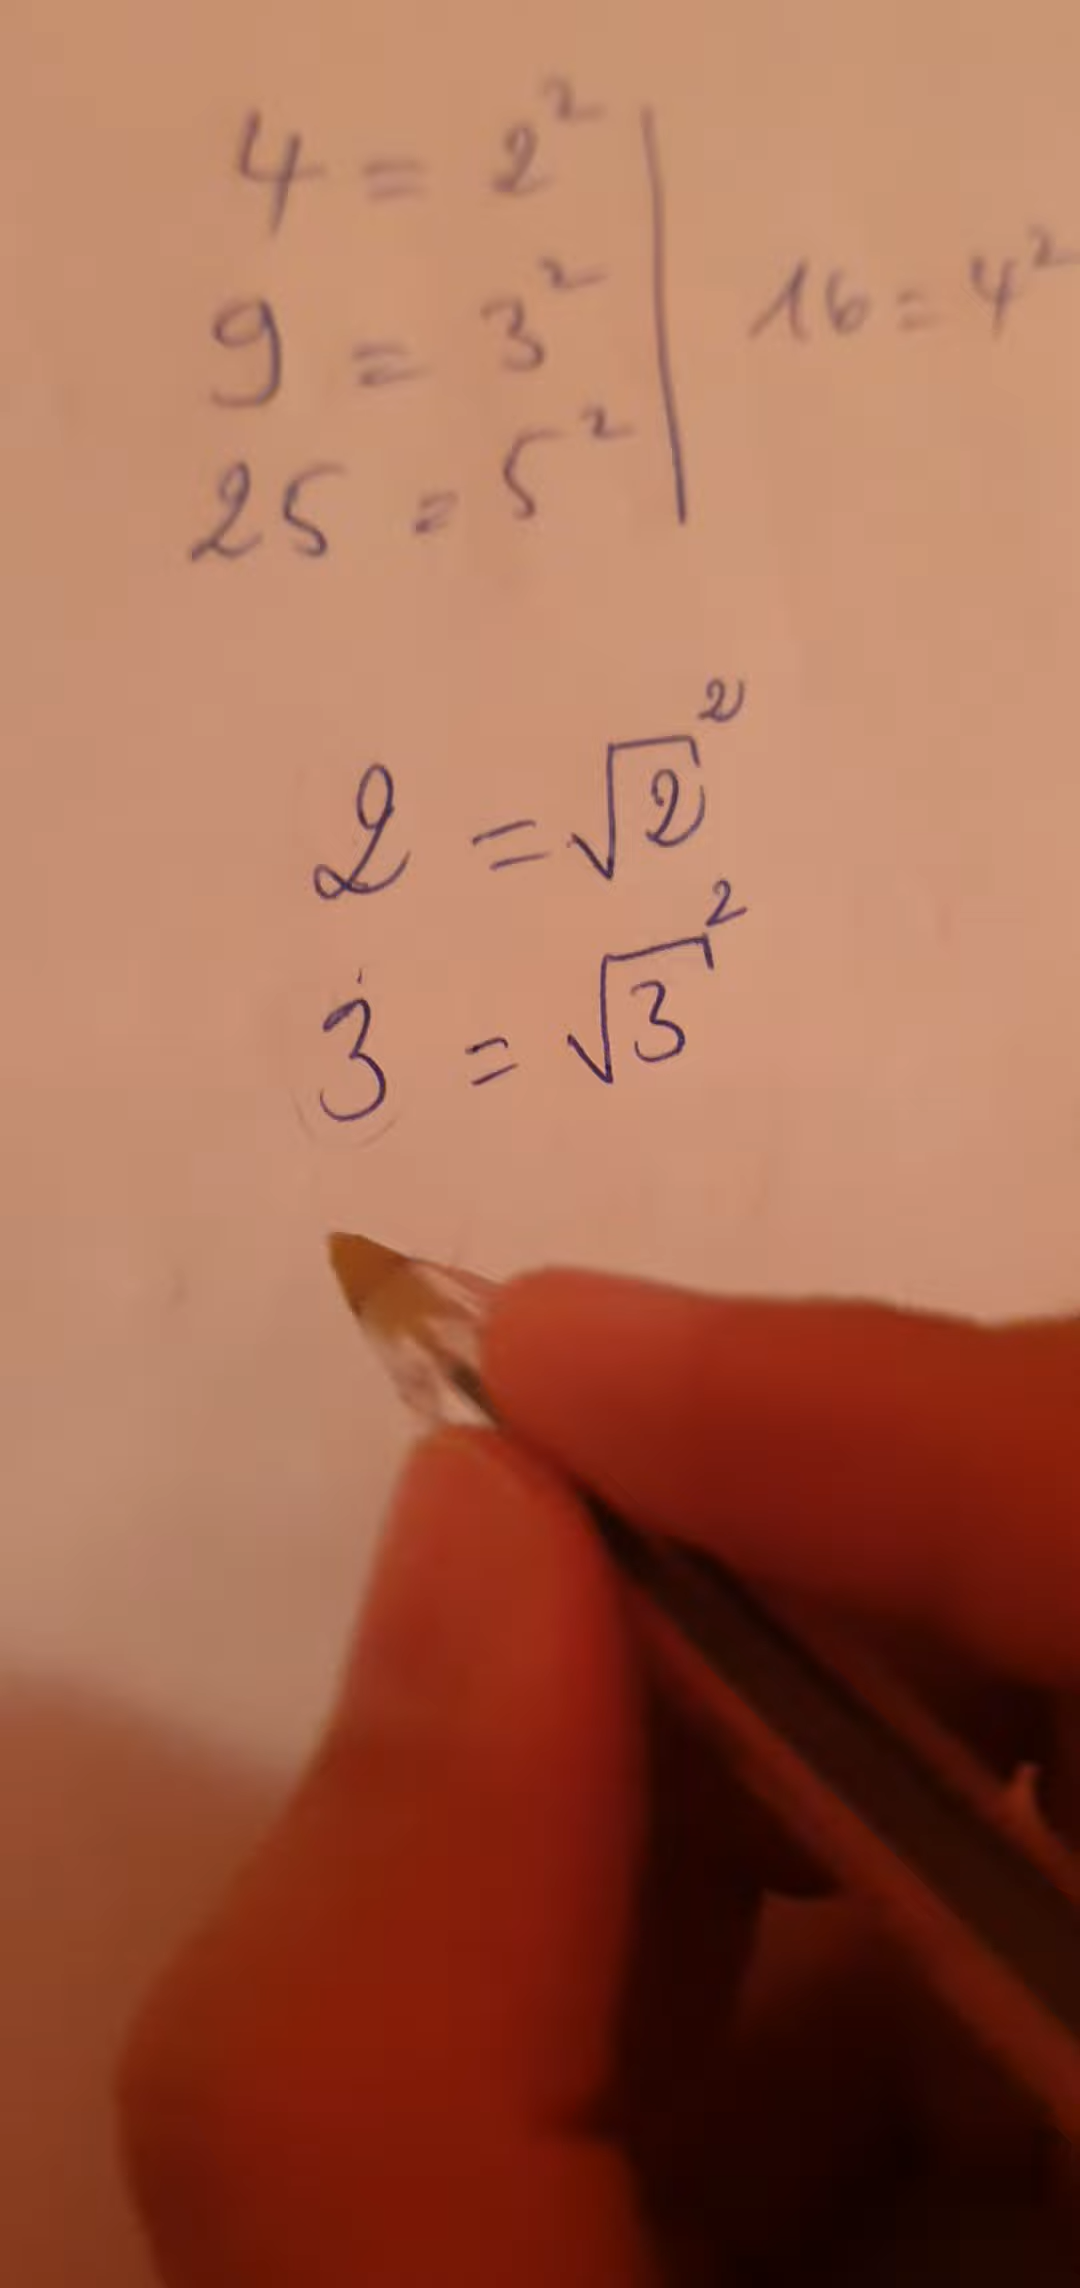 4 = 2²
9 = 3²
25 = 5²
16 = 4²
2 = √2²
3 = √3²